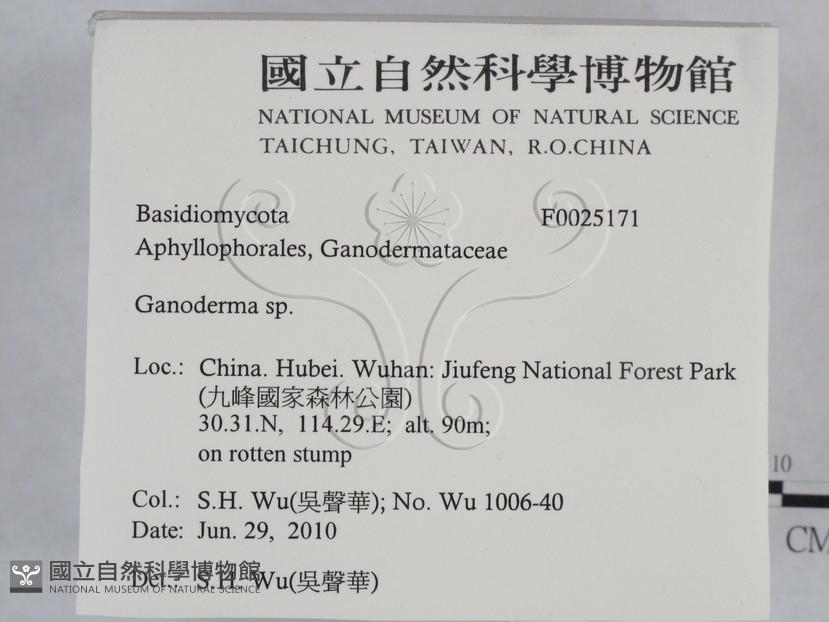 國立自然科學博物館
NATIONAL MUSEUM OF NATURAL SCIENCE
TAICHUNG, TAIWAN, R.O.CHINA
Basidiomycota F0025171
Aphyllophorales, Ganodermataceae
Ganoderma sp.
Loc.: China. Hubei. Wuhan: Jiufeng National Forest Park
(九峰國家森林公園)
30.31.N, 114.29.E; alt. 90m;
on rotten stump
Col.: S.H. Wu(吳聲華); No. Wu 1006-40
Date: Jun. 29, 2010
Det.: S.H. Wu(吳聲華)
國立自然科學博物館
NATIONAL MUSEUM OF NATURAL SCIENCE
10
CM